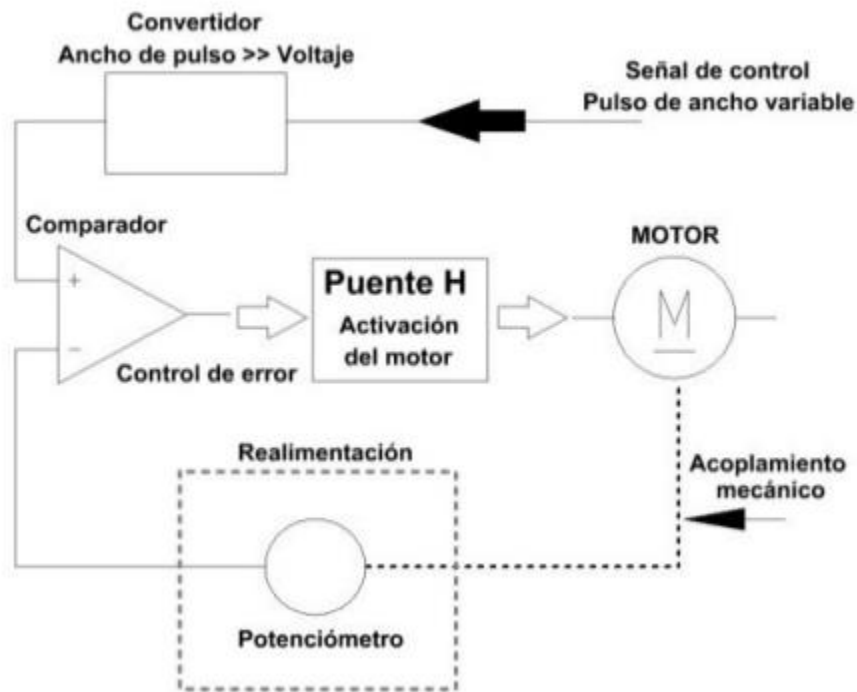 Convertidor
Ancho de pulso >> Voltaje
Señal de control
Pulso de ancho variable
Comparador
+
−
Control de error
Puente H
Activación
del motor
MOTOR
M
Realimentación
Acoplamiento
mecánico
Potenciómetro